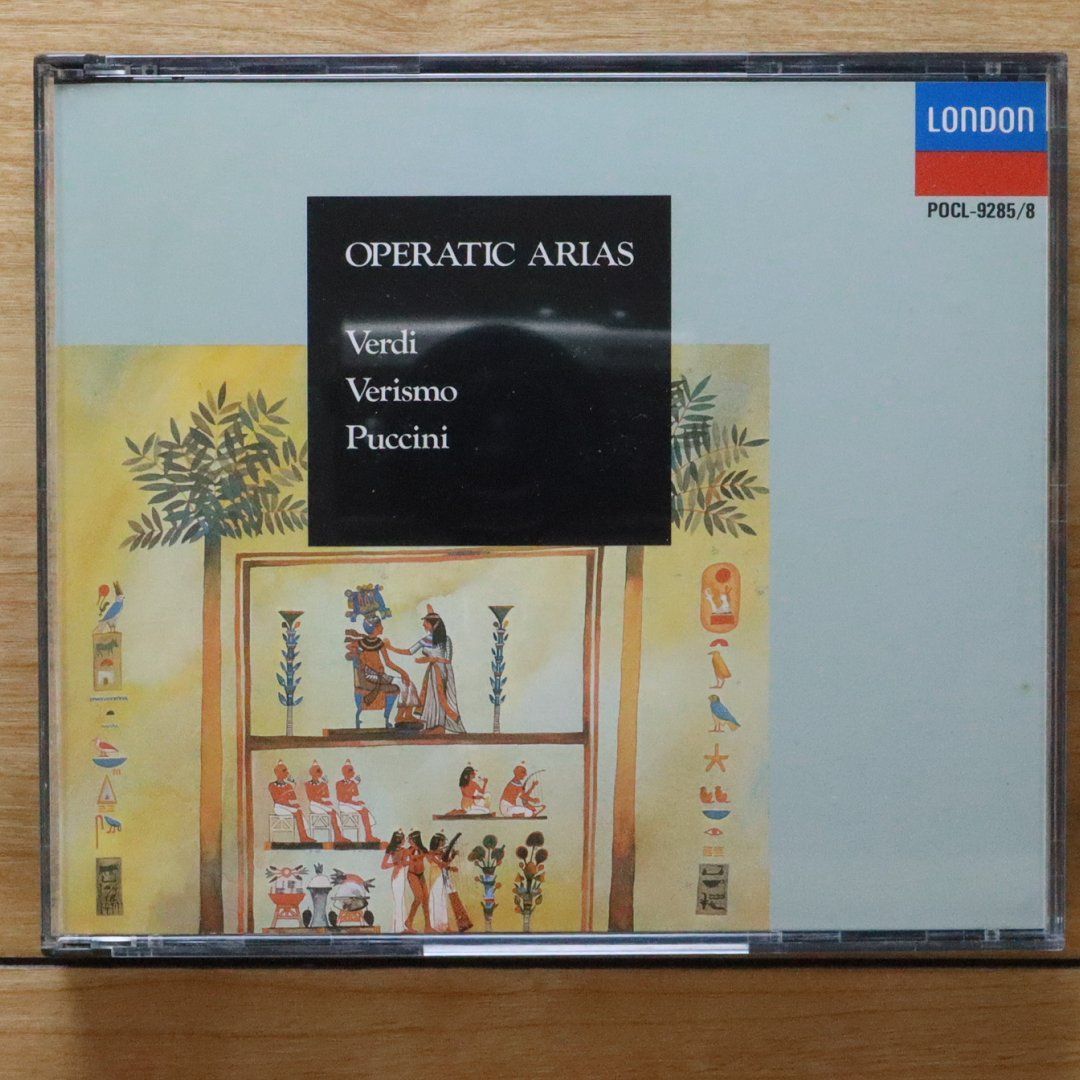 LONDON
POCL-9285/8
OPERATIC ARIAS
Verdi
Verismo
Puccini